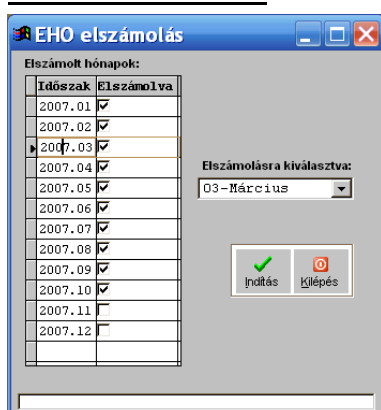 EHO elszámolás
Elszámolt hónapok:
Időszak Elszámolva
2007.01
2007.02
2007.03
2007.04
2007.05
2007.06
2007.07
2007.08
2007.09
2007.10
2007.11
2007.12
Elszámolásra kiválasztva:
03-Március
Indítás Kilépés